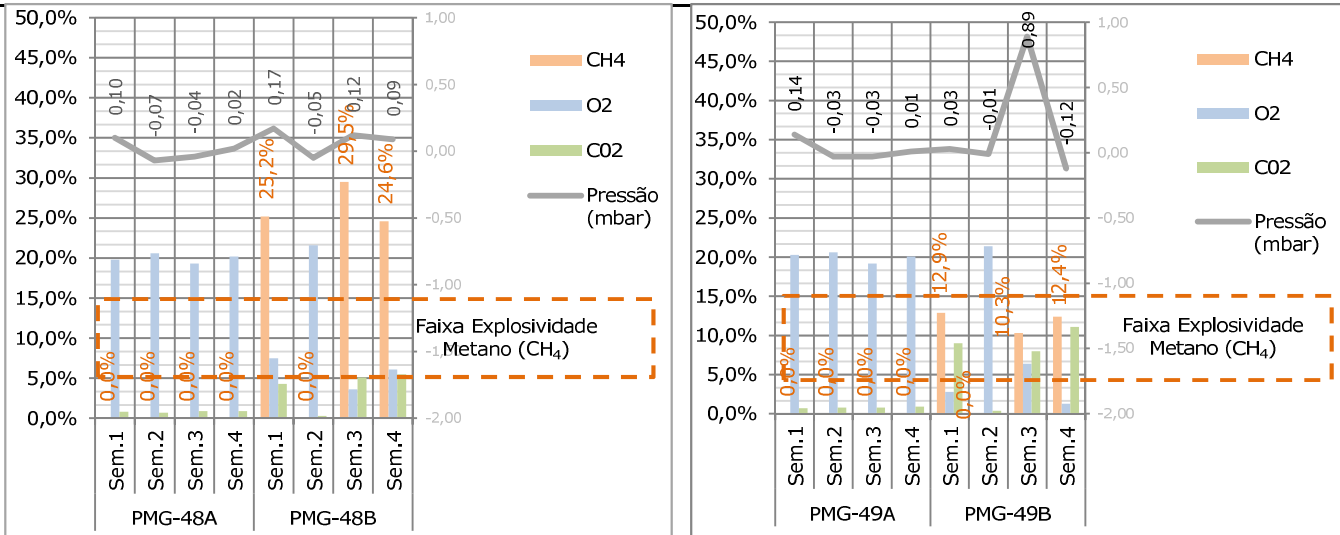 50,0%
45,0%
40,0%
35,0%
30,0%
25,0%
20,0%
15,0%
10,0%
5,0%
0,0%
1,00
0,50
0,00
-0,50
-1,00
-1,50
-2,00
0,10
-0,07
-0,04
0,02
0,17
-0,05
0,12
0,09
0,0%
0,0%
0,0%
0,0%
25,2%
0,0%
29,5%
24,6%
CH4
O2
C02
Pressão
(mbar)
Faixa Explosividade
Metano (CH₄)
Sem.1
Sem.2
Sem.3
Sem.4
Sem.1
Sem.2
Sem.3
Sem.4
PMG-48A
PMG-48B
50,0%
45,0%
40,0%
35,0%
30,0%
25,0%
20,0%
15,0%
10,0%
5,0%
0,0%
1,00
0,50
0,00
-0,50
-1,00
-1,50
-2,00
0,14
-0,03
-0,03
0,01
0,03
-0,01
0,89
-0,12
0,0%
0,0%
0,0%
0,0%
12,9%
0,0%
10,3%
12,4%
CH4
O2
C02
Pressão
(mbar)
Faixa Explosividade
Metano (CH₄)
Sem.1
Sem.2
Sem.3
Sem.4
Sem.1
Sem.2
Sem.3
Sem.4
PMG-49A
PMG-49B